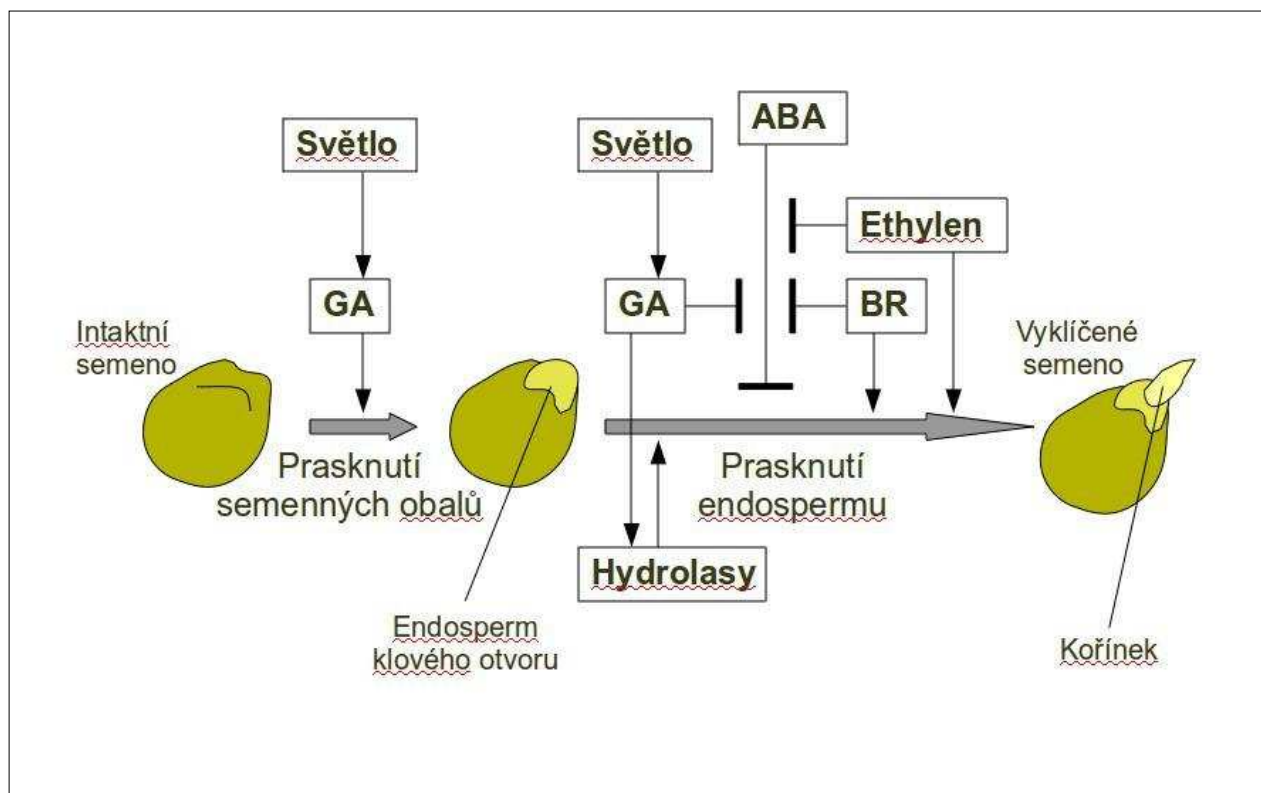 Světlo
Světlo
ABA
Ethylen
GA
GA
BR
Intaktní
semeno
Vyklíčené
semeno
Prasknutí
semenných obalů
Prasknutí
endospermu
Hydrolasy
Endosperm
klového otvoru
Kořínek